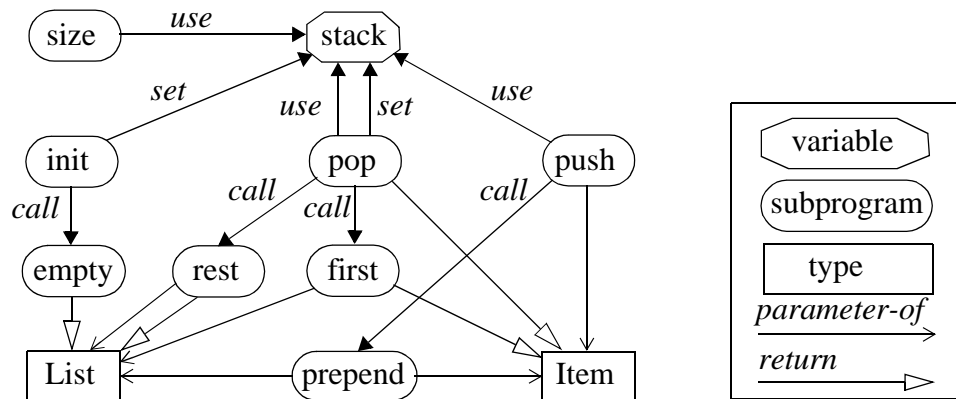 size
use
stack
set
use
set
use
init
pop
push
call
call
call
call
empty
rest
first
List
prepend
Item
variable
subprogram
type
parameter-of
return